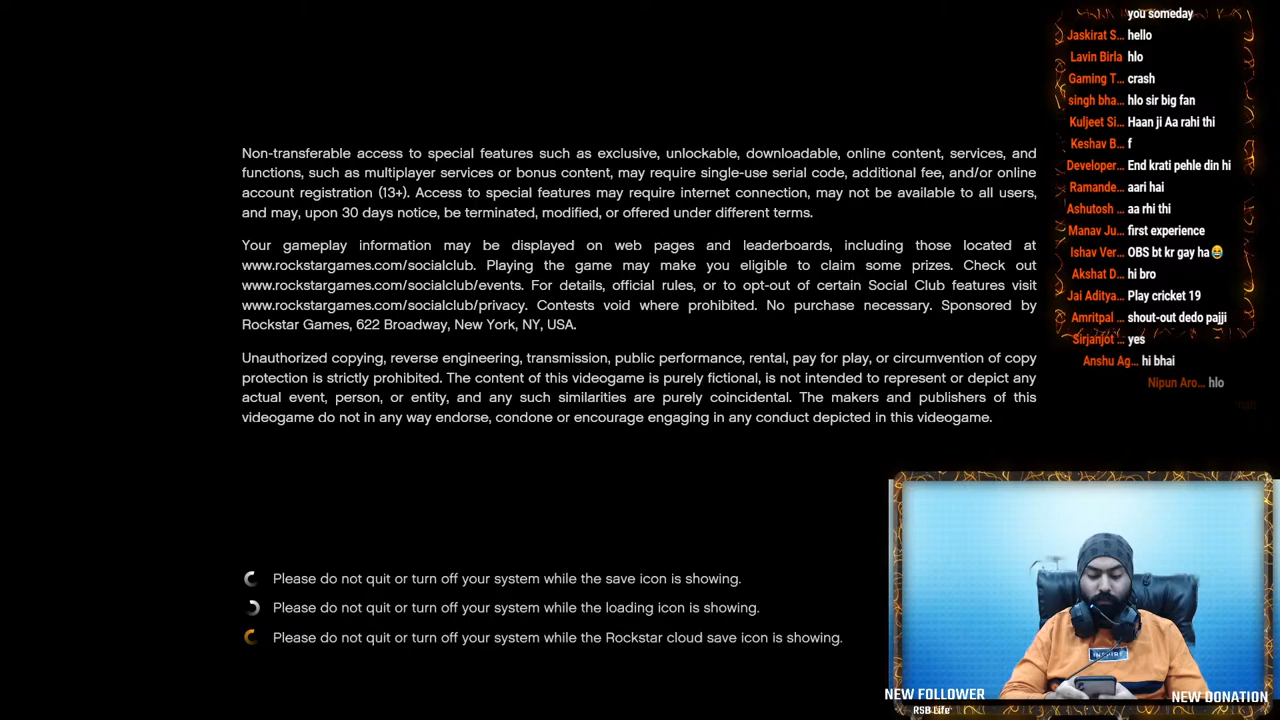 Non-transferable access to special features such as exclusive, unlockable, downloadable, online content, services, and
functions, such as multiplayer services or bonus content, may require single-use serial code, additional fee, and/or online
account registration (13+). Access to special features may require internet connection, may not be available to all users,
and may, upon 30 days notice, be terminated, modified, or offered under different terms.
Your gameplay information may be displayed on web pages and leaderboards, including those located at
www.rockstargames.com/socialclub. Playing the game may make you eligible to claim some prizes. Check out
www.rockstargames.com/socialclub/events. For details, official rules, or to opt-out of certain Social Club features visit
www.rockstargames.com/socialclub/privacy. Contests void where prohibited. No purchase necessary. Sponsored by
Rockstar Games, 622 Broadway, New York, NY, USA.
Unauthorized copying, reverse engineering, transmission, public performance, rental, pay for play, or circumvention of copy
protection is strictly prohibited. The content of this videogame is purely fictional, is not intended to represent or depict any
actual event, person, or entity, and any such similarities are purely coincidental. The makers and publishers of this
videogame do not in any way endorse, condone or encourage engaging in any conduct depicted in this videogame.
Please do not quit or turn off your system while the save icon is showing.
Please do not quit or turn off your system while the loading icon is showing.
Please do not quit or turn off your system while the Rockstar cloud save icon is showing.
you someday
Jaskirat S... hello
Lavin Birla hlo
Gaming T... crash
singh bha... hlo sir big fan
Kuljeet Si... Haan ji Aa rahi thi
Keshav B... f
Developer... End krati pehle din hi
Ramande... aari hai
Ashutosh ... aa rhi thi
Manav Ju... first experience
Ishav Ver... OBS bt kr gay ha😂
Akshat D... hi bro
Jai Aditya... Play cricket 19
Amritpal ... shout-out dedo pajji
Sirjanjot ... yes
Anshu Ag... hi bhai
Nipun Aro... hlo
INSPIRE
NEW FOLLOWER
RSB Life
NEW DONATION